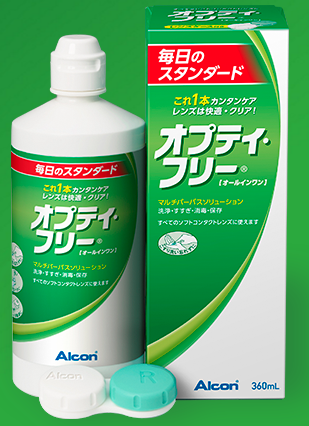 毎日のスタンダード
これ1本カンタンケア
レンズは快適・クリア!
オプティ・
フリー®
【オールインワン】
マルチパーパスソリューション
洗浄・すすぎ・消毒・保存
すべてのソフトコンタクトレンズに使えます
Alcon
毎日の
スタンダード
これ1本カンタンケア
レンズは快適・クリア!
オプティ・
フリー®
【オールインワン】
マルチパーパスソリューション
洗浄・すすぎ・消毒・保存
すべてのソフトコンタクトレンズに使えます
Alcon
360mL
R